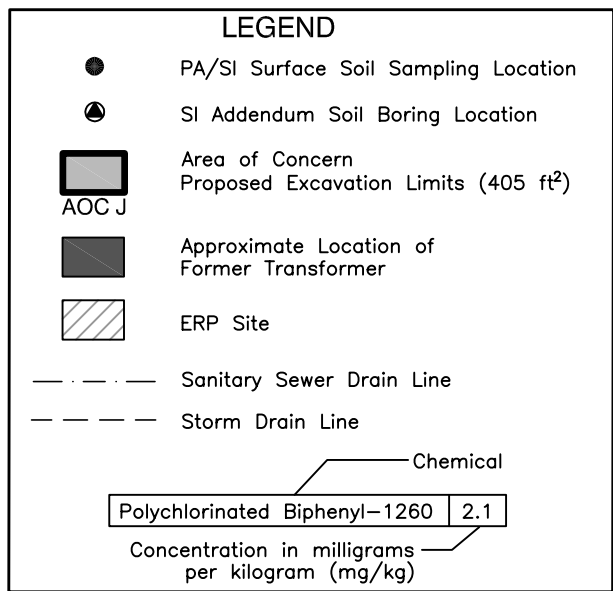 LEGEND
PA/SI Surface Soil Sampling Location
SI Addendum Soil Boring Location
Area of Concern
Proposed Excavation Limits (405 ft²)
AOC J
Approximate Location of
Former Transformer
ERP Site
Sanitary Sewer Drain Line
Storm Drain Line
Chemical
Polychlorinated Biphenyl-1260 2.1
Concentration in milligrams
per kilogram (mg/kg)